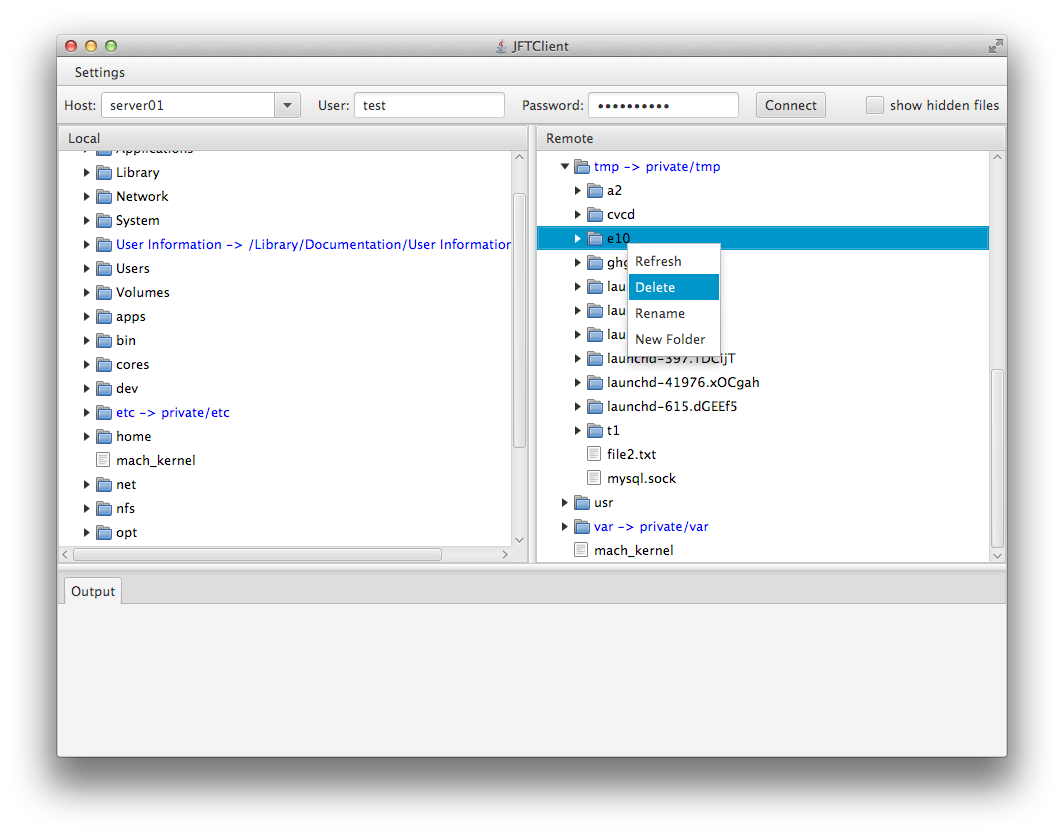 JFTClient
Settings
Host: server01 User: test Password: •••••••••• Connect show hidden files
Local
Applications
Library
Network
System
User Information -> /Library/Documentation/User Information
Users
Volumes
apps
bin
cores
dev
etc -> private/etc
home
mach_kernel
net
nfs
opt
Remote
tmp -> private/tmp
a2
cvcd
e10
ghg
lau
lau
lau
launchd-397.TDCijT
launchd-41976.xOCgah
launchd-615.dGEEf5
t1
file2.txt
mysql.sock
usr
var -> private/var
mach_kernel
Refresh
Delete
Rename
New Folder
Output